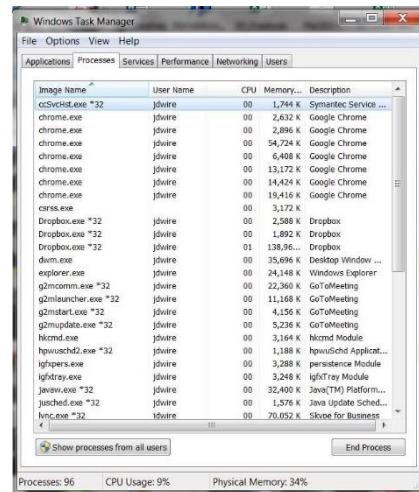 Windows Task Manager
File Options View Help
Applications Processes Services Performance Networking Users
Image Name User Name CPU Memory... Description
ccSvcHst.exe *32 jdwire 00 1,744 K Symantec Service ...
chrome.exe jdwire 00 2,632 K Google Chrome
chrome.exe jdwire 00 2,896 K Google Chrome
chrome.exe jdwire 00 54,724 K Google Chrome
chrome.exe jdwire 00 6,408 K Google Chrome
chrome.exe jdwire 00 13,172 K Google Chrome
chrome.exe jdwire 00 14,424 K Google Chrome
chrome.exe jdwire 00 19,416 K Google Chrome
csrss.exe 00 3,172 K
Dropbox.exe *32 jdwire 00 2,588 K Dropbox
Dropbox.exe *32 jdwire 00 1,892 K Dropbox
Dropbox.exe *32 jdwire 01 138,96... Dropbox
dwm.exe jdwire 00 35,696 K Desktop Window ...
explorer.exe jdwire 00 24,148 K Windows Explorer
g2mcomm.exe *32 jdwire 00 22,360 K GoToMeeting
g2mlauncher.exe *32 jdwire 00 11,168 K GoToMeeting
g2mstart.exe *32 jdwire 00 4,156 K GoToMeeting
g2mupdate.exe *32 jdwire 00 5,236 K GoToMeeting
hkcmd.exe jdwire 00 3,164 K hkcmd Module
hpwuschd2.exe *32 jdwire 00 1,188 K hpwuSchd Applicat...
igfxpers.exe jdwire 00 3,288 K persistence Module
igfxtray.exe jdwire 00 3,248 K igfxTray Module
javaw.exe *32 jdwire 00 32,400 K Java(TM) Platform...
jusched.exe *32 jdwire 00 1,576 K Java Update Sched...
lync.exe *32 jdwire 00 70,052 K Skype for Business
Show processes from all users End Process
Processes: 96 CPU Usage: 9% Physical Memory: 34%